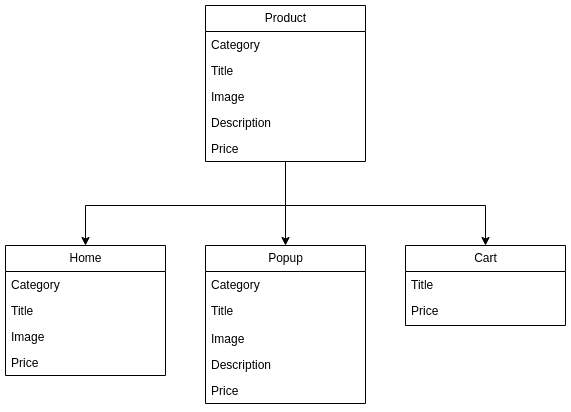 Product
Category
Title
Image
Description
Price
Home
Category
Title
Image
Price
Popup
Category
Title
Image
Description
Price
Cart
Title
Price